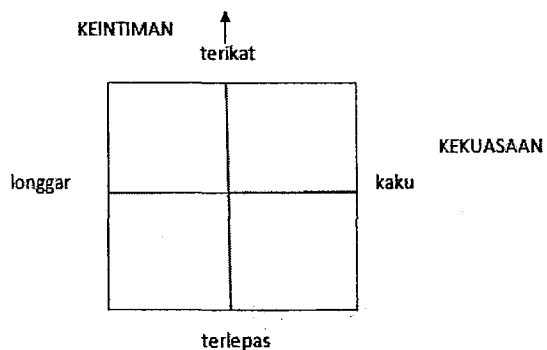 KEINTIMAN
terikat
KEKUASAAN
longgar
kaku
terlepas